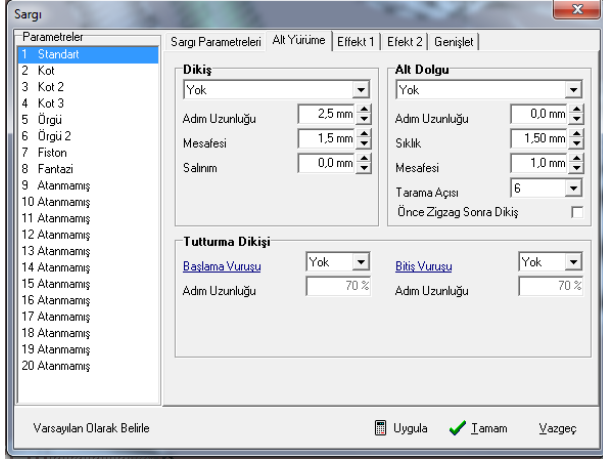 Sargı
Parametreler
1 Standart
2 Kot
3 Kot 2
4 Kot 3
5 Örgü
6 Örgü 2
7 Fiston
8 Fantazi
9 Atanmamış
10 Atanmamış
11 Atanmamış
12 Atanmamış
13 Atanmamış
14 Atanmamış
15 Atanmamış
16 Atanmamış
17 Atanmamış
18 Atanmamış
19 Atanmamış
20 Atanmamış
Sargı Parametreleri Alt Yürüme Effekt 1 Efekt 2 Genişlet
Dikiş
Yok
Adım Uzunluğu 2,5 mm
Mesafesi 1,5 mm
Salınım 0,0 mm
Alt Dolgu
Yok
Adım Uzunluğu 0,0 mm
Sıklık 1,50 mm
Mesafesi 1,0 mm
Tarama Açısı 6
Önce Zigzag Sonra Dikiş
Tutturma Dikişi
Başlama Vuruşu Yok
Adım Uzunluğu 70 %
Bitiş Vuruşu Yok
Adım Uzunluğu 70 %
Varsayılan Olarak Belirle
Uygula Tamam Vazgeç